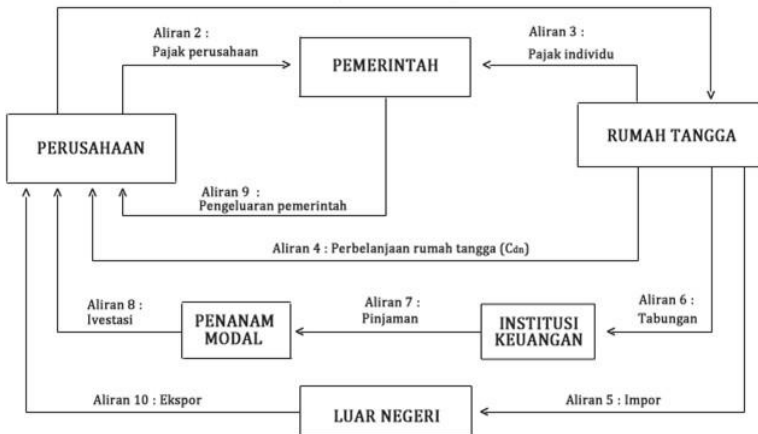 Aliran 2 :
Pajak perusahaan
PEMERINTAH
Aliran 3 :
Pajak individu
PERUSAHAAN
RUMAH TANGGA
Aliran 9 :
Pengeluaran pemerintah
Aliran 4 : Perbelanjaan rumah tangga (Cdn)
Aliran 8 :
Ivestasi
PENANAM
MODAL
Aliran 7 :
Pinjaman
INSTITUSI
KEUANGAN
Aliran 6 :
Tabungan
Aliran 10 : Ekspor
LUAR NEGERI
Aliran 5 : Impor